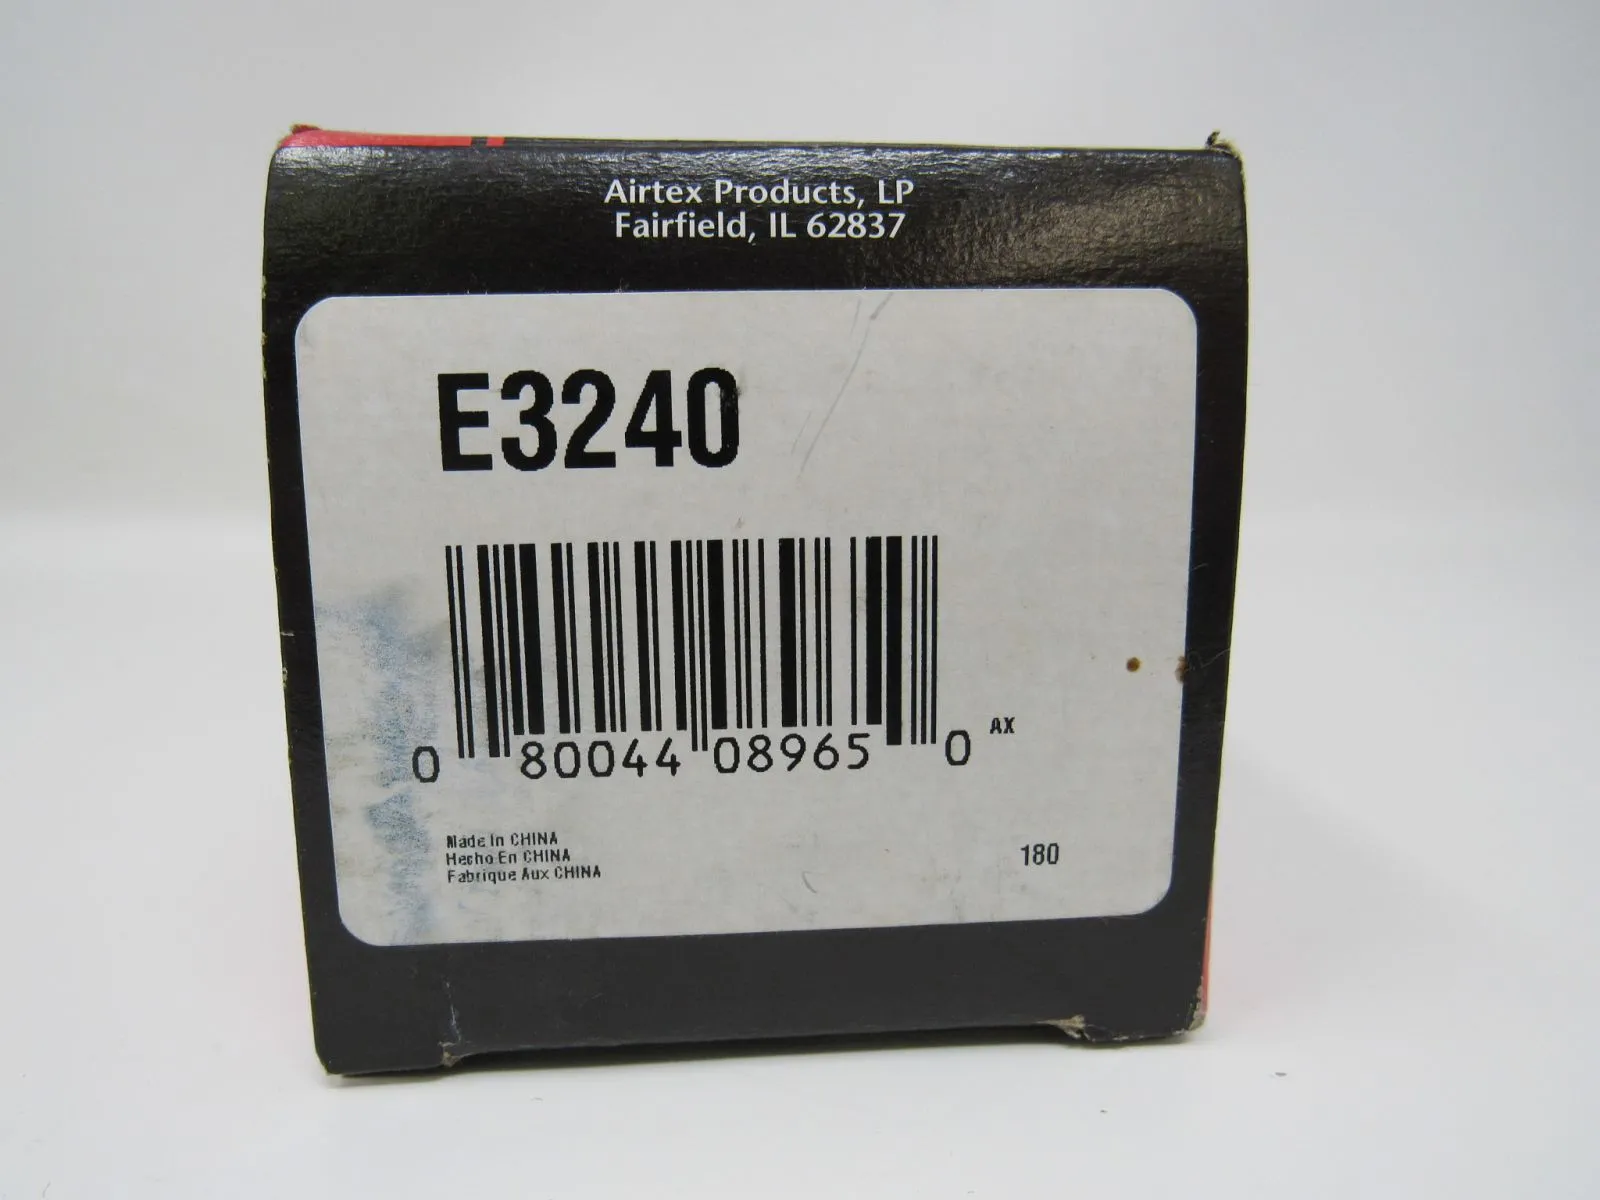 Airtex Products, LP
Fairfield, IL 62837
E3240
0 80044 08965 0 AX
Made In CHINA
Hecho En CHINA
Fabrique Aux CHINA
180